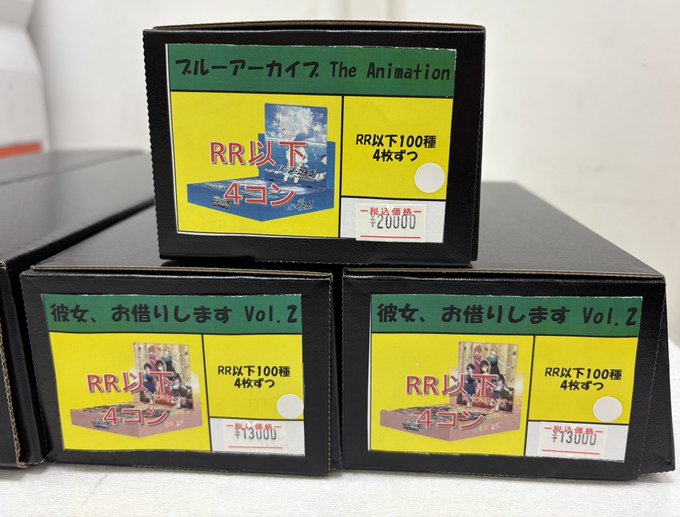 ブルーアーカイブ The Animation
RR以下
4コン
RR以下100種
4枚ずつ
税込価格
¥20000
彼女、お借りします Vol.2
RR以下
4コン
RR以下100種
4枚ずつ
税込価格
¥13000
彼女、お借りします Vol.2
RR以下
4コン
RR以下100種
4枚ずつ
税込価格
¥13000